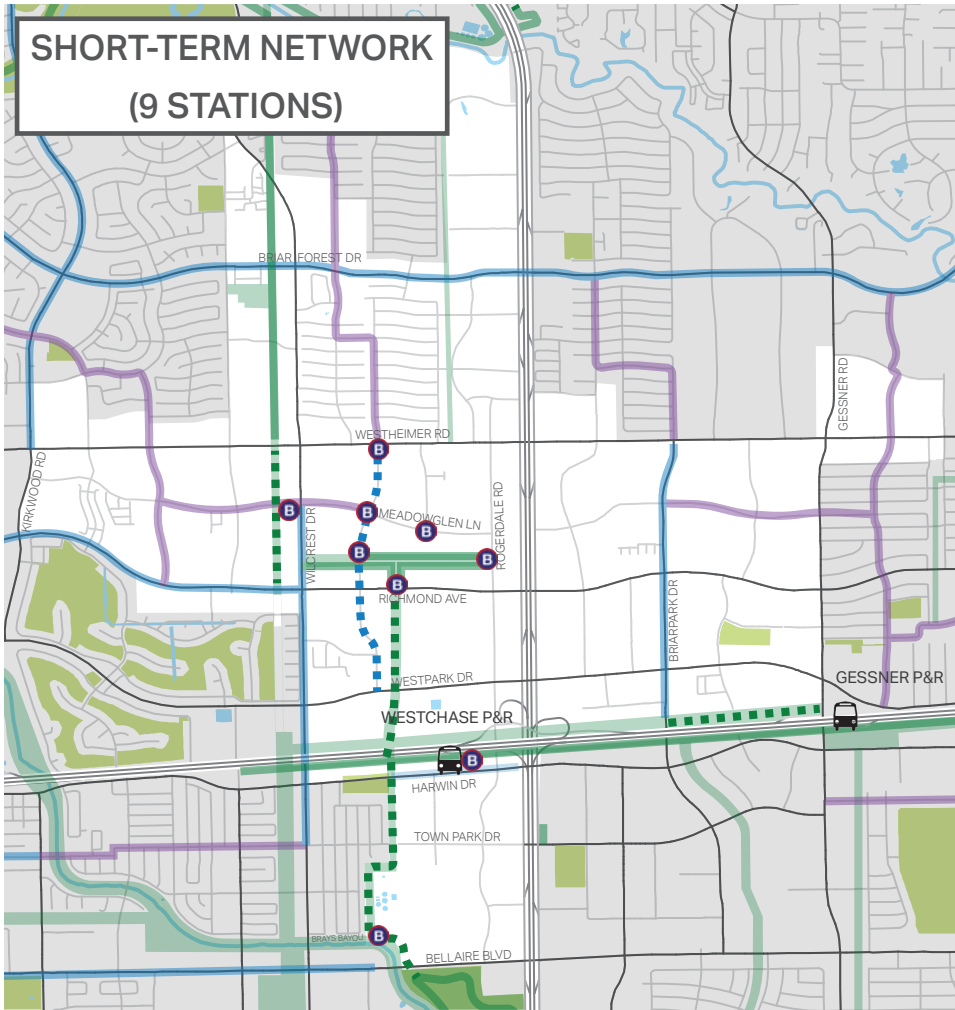 SHORT-TERM NETWORK
(9 STATIONS)
BRIAR FOREST DR
GESSNER RD
WESTHEIMER RD
KIRKWOOD RD
B
B
WILCREST DR
B
MEADOWGLEN LN
B
ROGERDALE RD
B
B
B
RICHMOND AVE
BRIARPARK DR
WESTPARK DR
GESSNER P&R
WESTCHASE P&R
B
HARWIN DR
TOWN PARK DR
BRAYS BAYOU
B
BELLAIRE BLVD